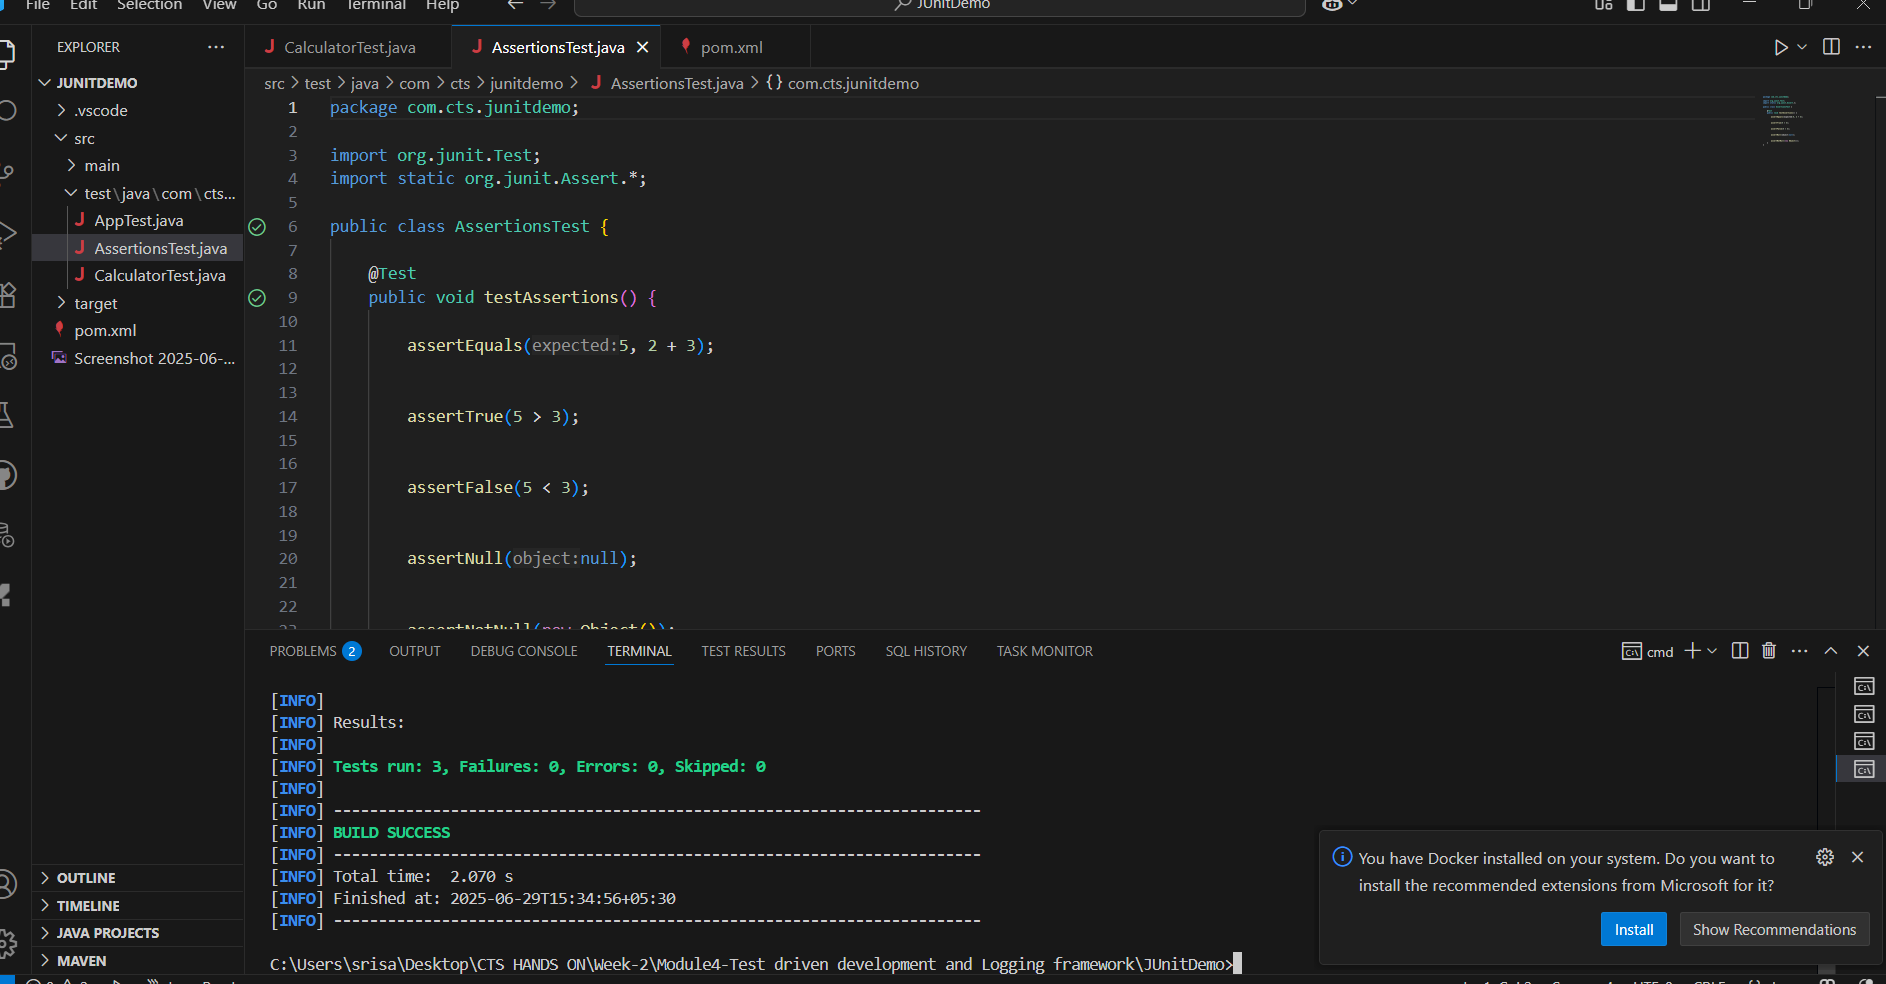 File Edit Selection View Go Run Terminal Help
JUnitDemo
EXPLORER
JUNITDEMO
.vscode
src
main
test\java\com\cts...
AppTest.java
AssertionsTest.java
CalculatorTest.java
target
pom.xml
Screenshot 2025-06-...
OUTLINE
TIMELINE
JAVA PROJECTS
MAVEN
CalculatorTest.java AssertionsTest.java pom.xml
src > test > java > com > cts > junitdemo > AssertionsTest.java > {} com.cts.junitdemo
1 package com.cts.junitdemo;
2
3 import org.junit.Test;
4 import static org.junit.Assert.*;
5
6 public class AssertionsTest {
7
8 @Test
9 public void testAssertions() {
10
11 assertEquals(expected:5, 2 + 3);
12
13
14 assertTrue(5 > 3);
15
16
17 assertFalse(5 < 3);
18
19
20 assertNull(object:null);
21
22
23 assertNotNull(new Object());
PROBLEMS 2 OUTPUT DEBUG CONSOLE TERMINAL TEST RESULTS PORTS SQL HISTORY TASK MONITOR
cmd
[INFO]
[INFO] Results:
[INFO]
[INFO] Tests run: 3, Failures: 0, Errors: 0, Skipped: 0
[INFO]
[INFO] ------------------------------------------------------------------------
[INFO] BUILD SUCCESS
[INFO] ------------------------------------------------------------------------
[INFO] Total time:  2.070 s
[INFO] Finished at: 2025-06-29T15:34:56+05:30
[INFO] ------------------------------------------------------------------------
C:\Users\srisa\Desktop\CTS HANDS ON\Week-2\Module4-Test driven development and Logging framework\JUnitDemo>
You have Docker installed on your system. Do you want to
install the recommended extensions from Microsoft for it?
Install Show Recommendations